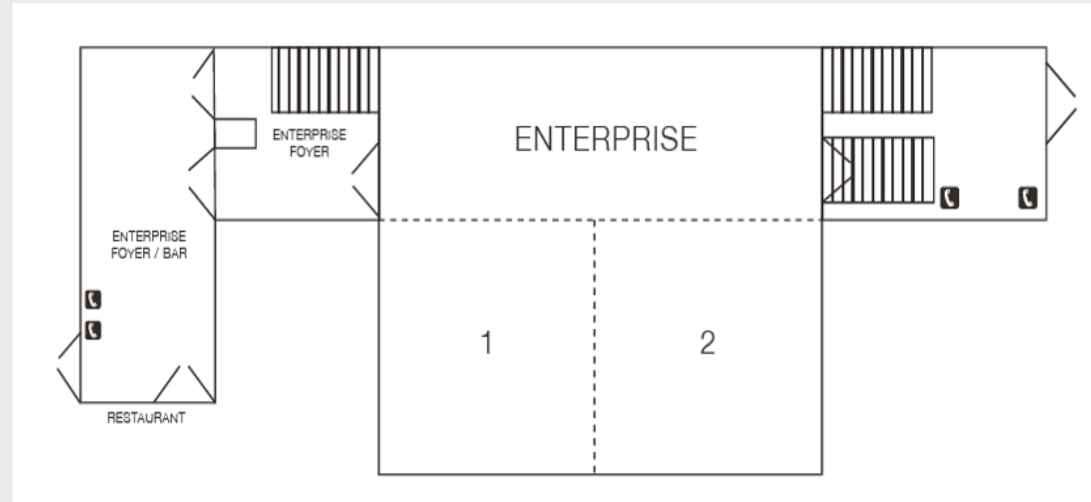 ENTERPRISE
FOYER
ENTERPRISE
ENTERPRISE
FOYER / BAR
1
2
RESTAURANT